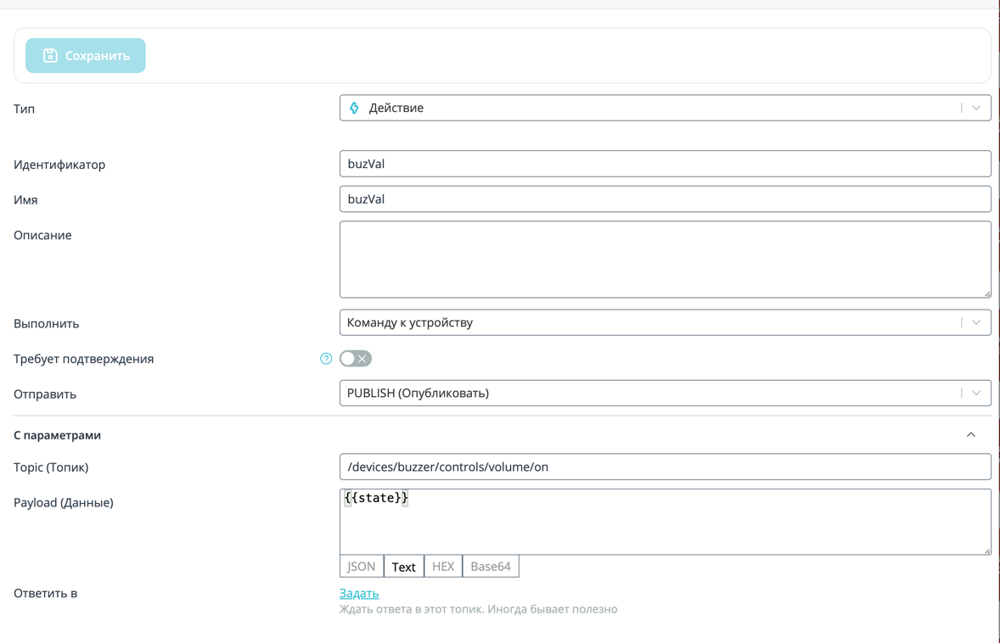 Сохранить
Тип
Действие
Идентификатор
buzVal
Имя
buzVal
Описание
Выполнить
Команду к устройству
Требует подтверждения
?
Отправить
PUBLISH (Опубликовать)
С параметрами
Topic (Топик)
/devices/buzzer/controls/volume/on
Payload (Данные)
{{state}}
JSON Text HEX Base64
Ответить в
Задать
Ждать ответа в этот топик. Иногда бывает полезно